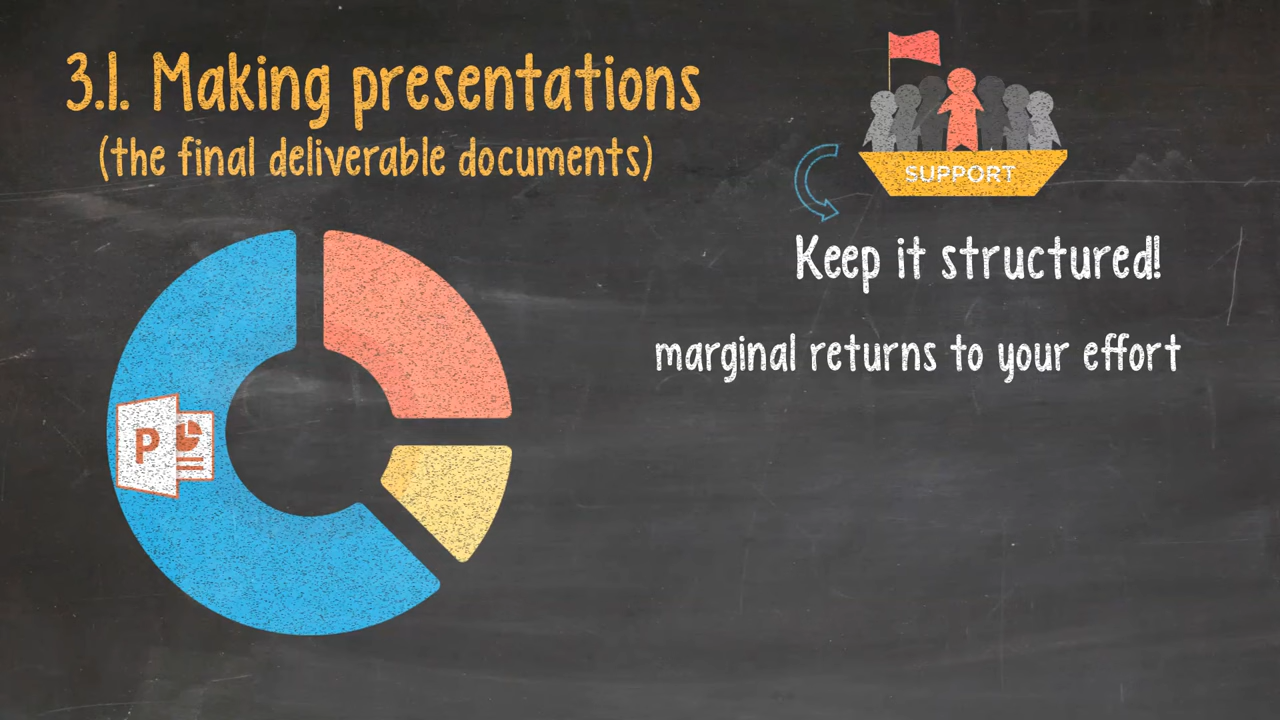 3.1. Making presentations
(the final deliverable documents)
SUPPORT
Keep it structured!
marginal returns to your effort
P